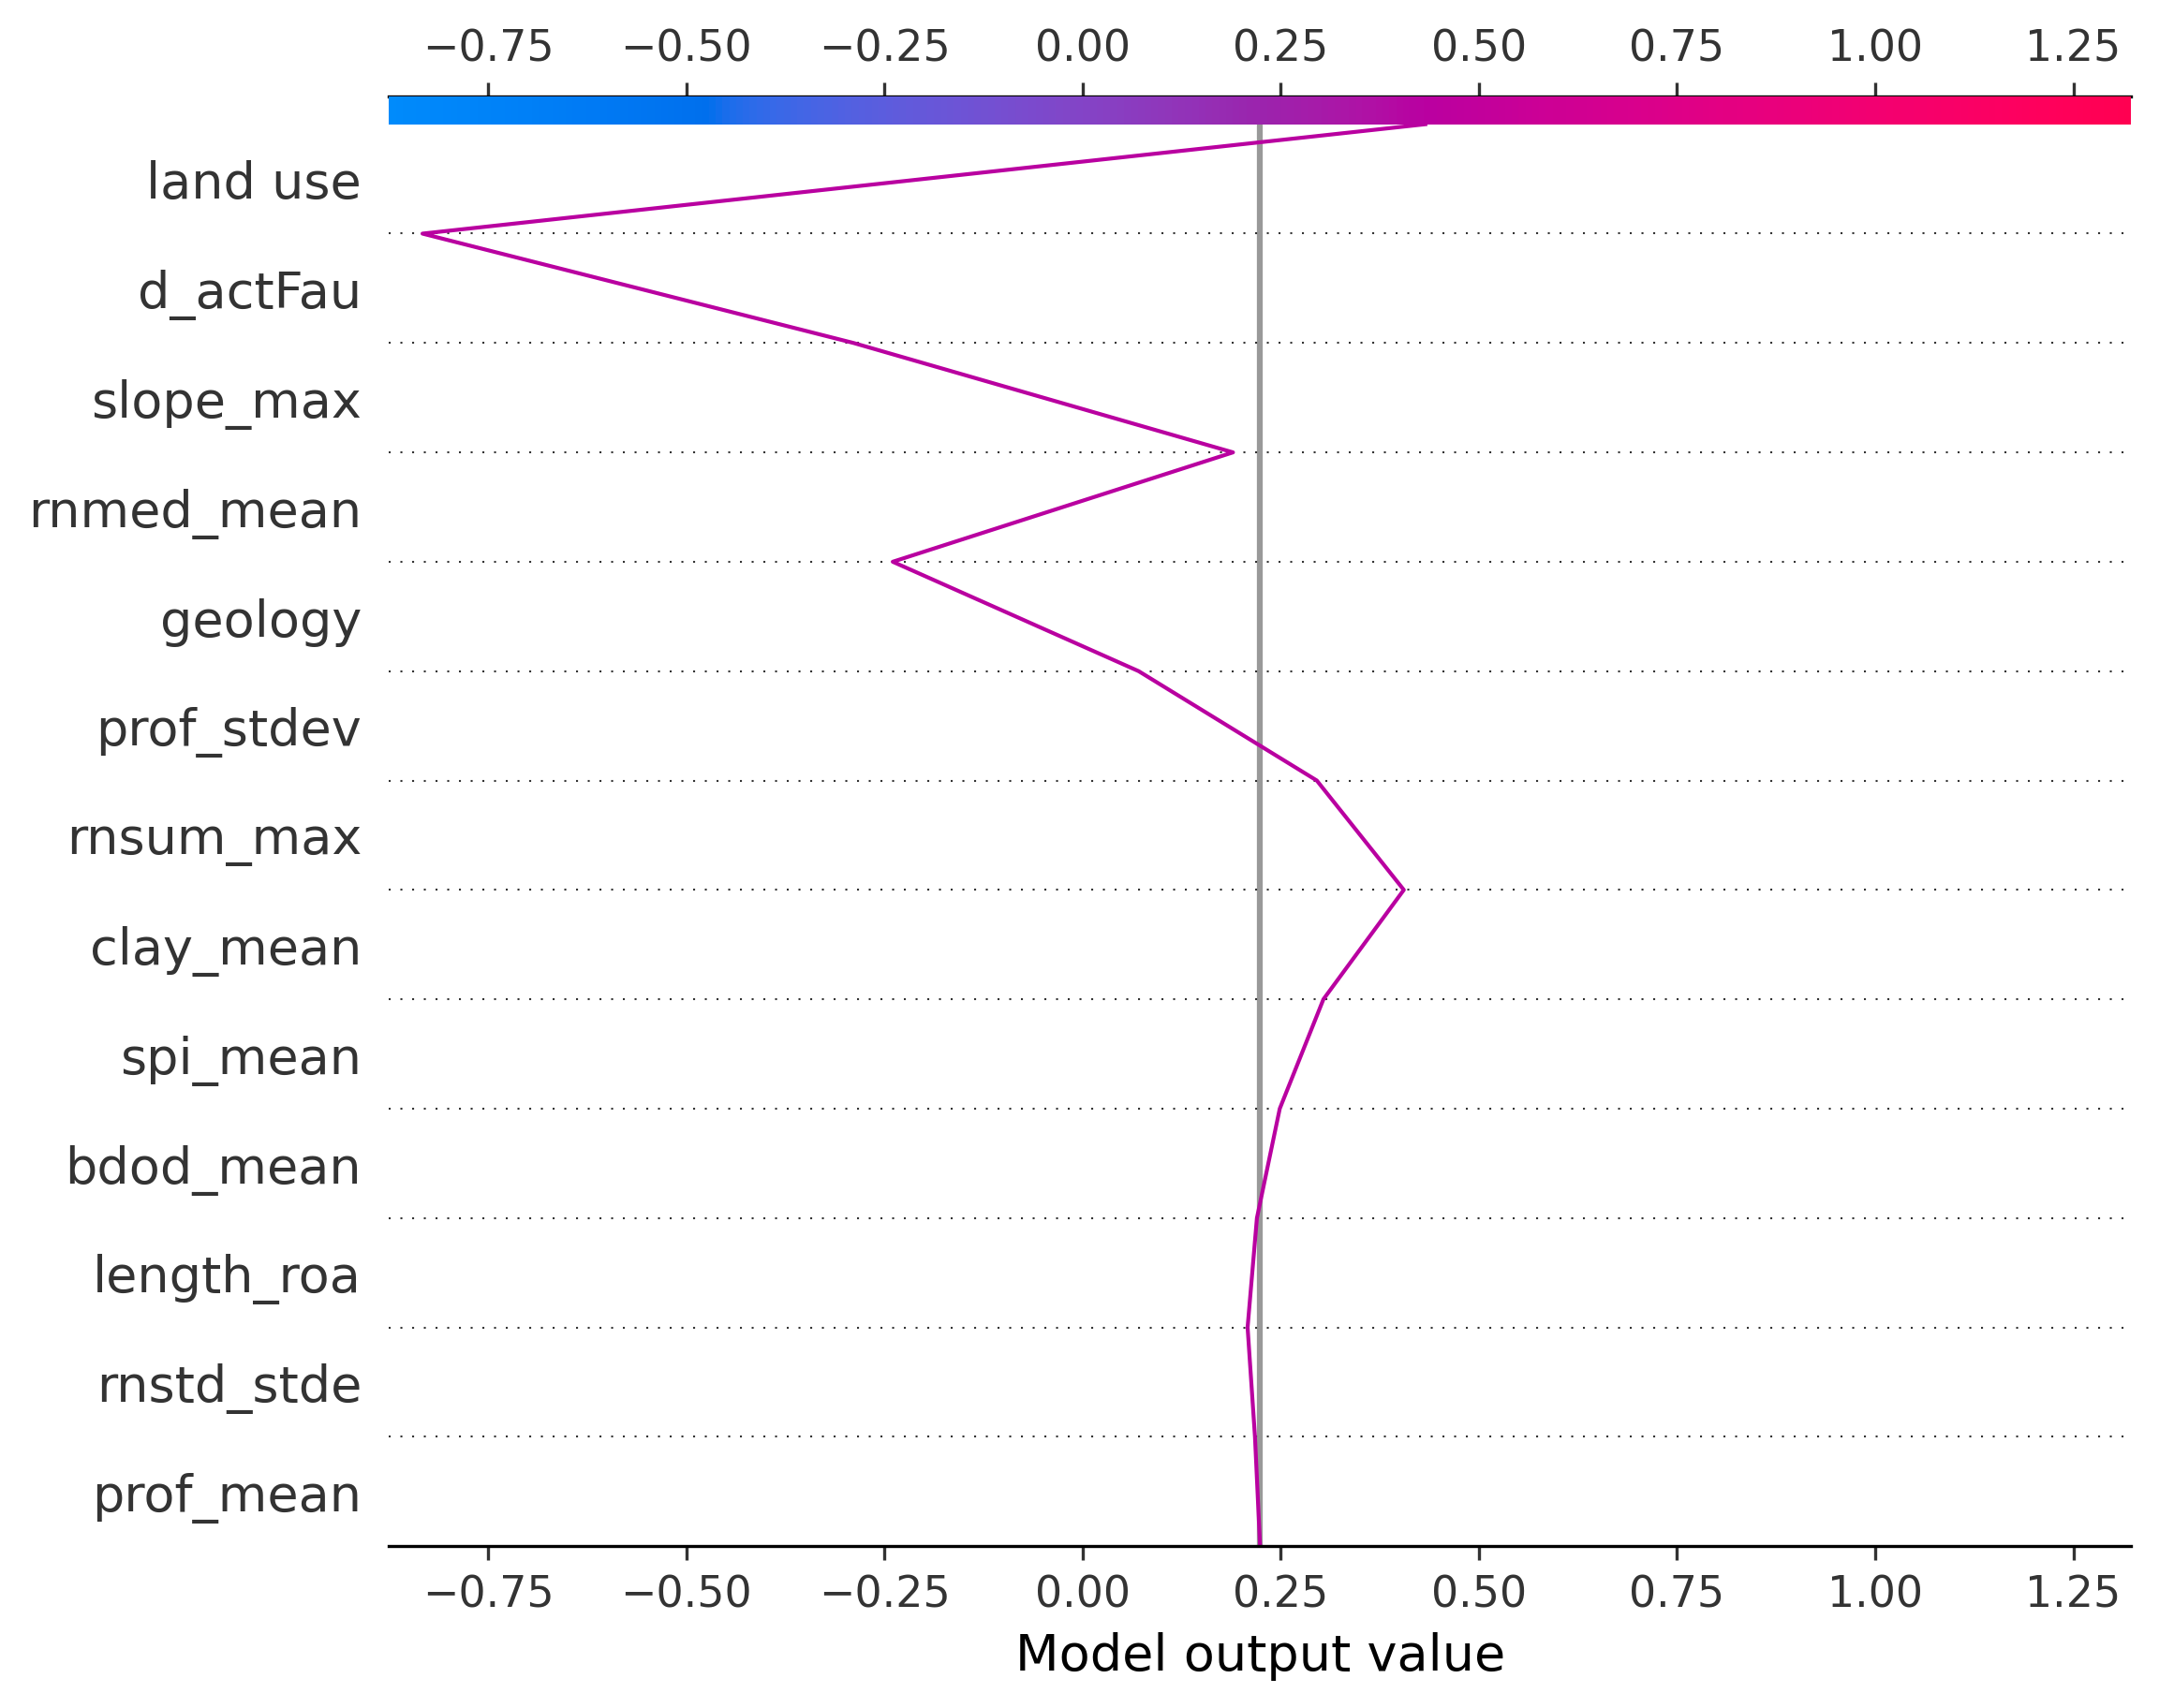 −0.75 −0.50 −0.25 0.00 0.25 0.50 0.75 1.00 1.25
land use
d_actFau
slope_max
rnmed_mean
geology
prof_stdev
rnsum_max
clay_mean
spi_mean
bdod_mean
length_roa
rnstd_stde
prof_mean
−0.75 −0.50 −0.25 0.00 0.25 0.50 0.75 1.00 1.25
Model output value